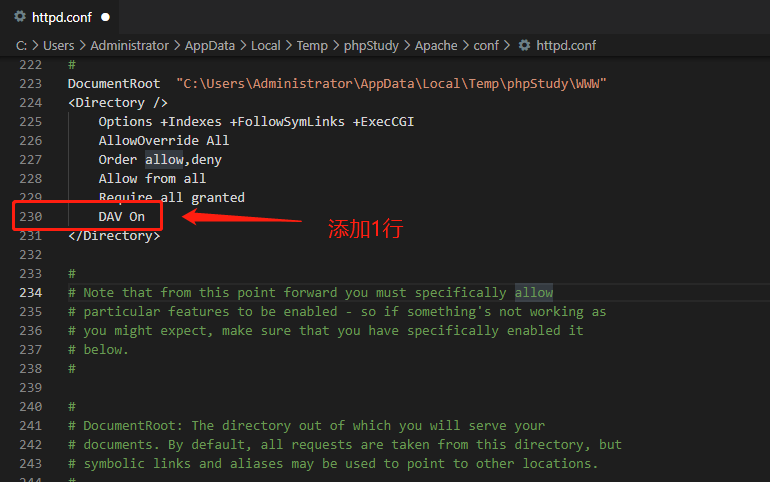 httpd.conf
C: > Users > Administrator > AppData > Local > Temp > phpStudy > Apache > conf > httpd.conf
222 #
223 DocumentRoot  "C:\Users\Administrator\AppData\Local\Temp\phpStudy\WWW"
224 <Directory />
225     Options +Indexes +FollowSymLinks +ExecCGI
226     AllowOverride All
227     Order allow,deny
228     Allow from all
229     Require all granted
230     DAV On
添加1行
231 </Directory>
232
233 #
234 # Note that from this point forward you must specifically allow
235 # particular features to be enabled - so if something's not working as
236 # you might expect, make sure that you have specifically enabled it
237 # below.
238 #
239
240 #
241 # DocumentRoot: The directory out of which you will serve your
242 # documents. By default, all requests are taken from this directory, but
243 # symbolic links and aliases may be used to point to other locations.
244 #